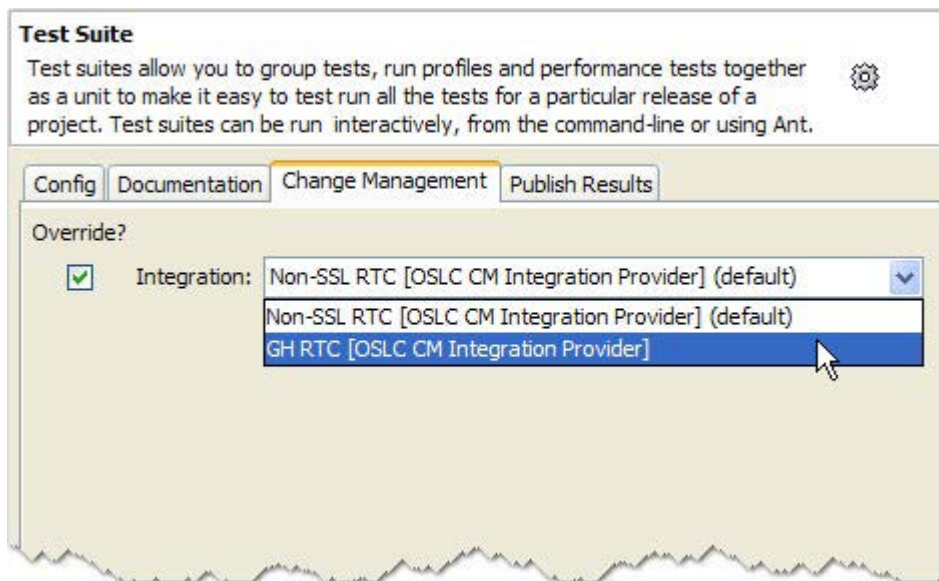 Test Suite
Test suites allow you to group tests, run profiles and performance tests together
as a unit to make it easy to test run all the tests for a particular release of a
project. Test suites can be run interactively, from the command-line or using Ant.
Config Documentation Change Management Publish Results
Override?
Integration: Non-SSL RTC [OSLC CM Integration Provider] (default)
Non-SSL RTC [OSLC CM Integration Provider] (default)
GH RTC [OSLC CM Integration Provider]